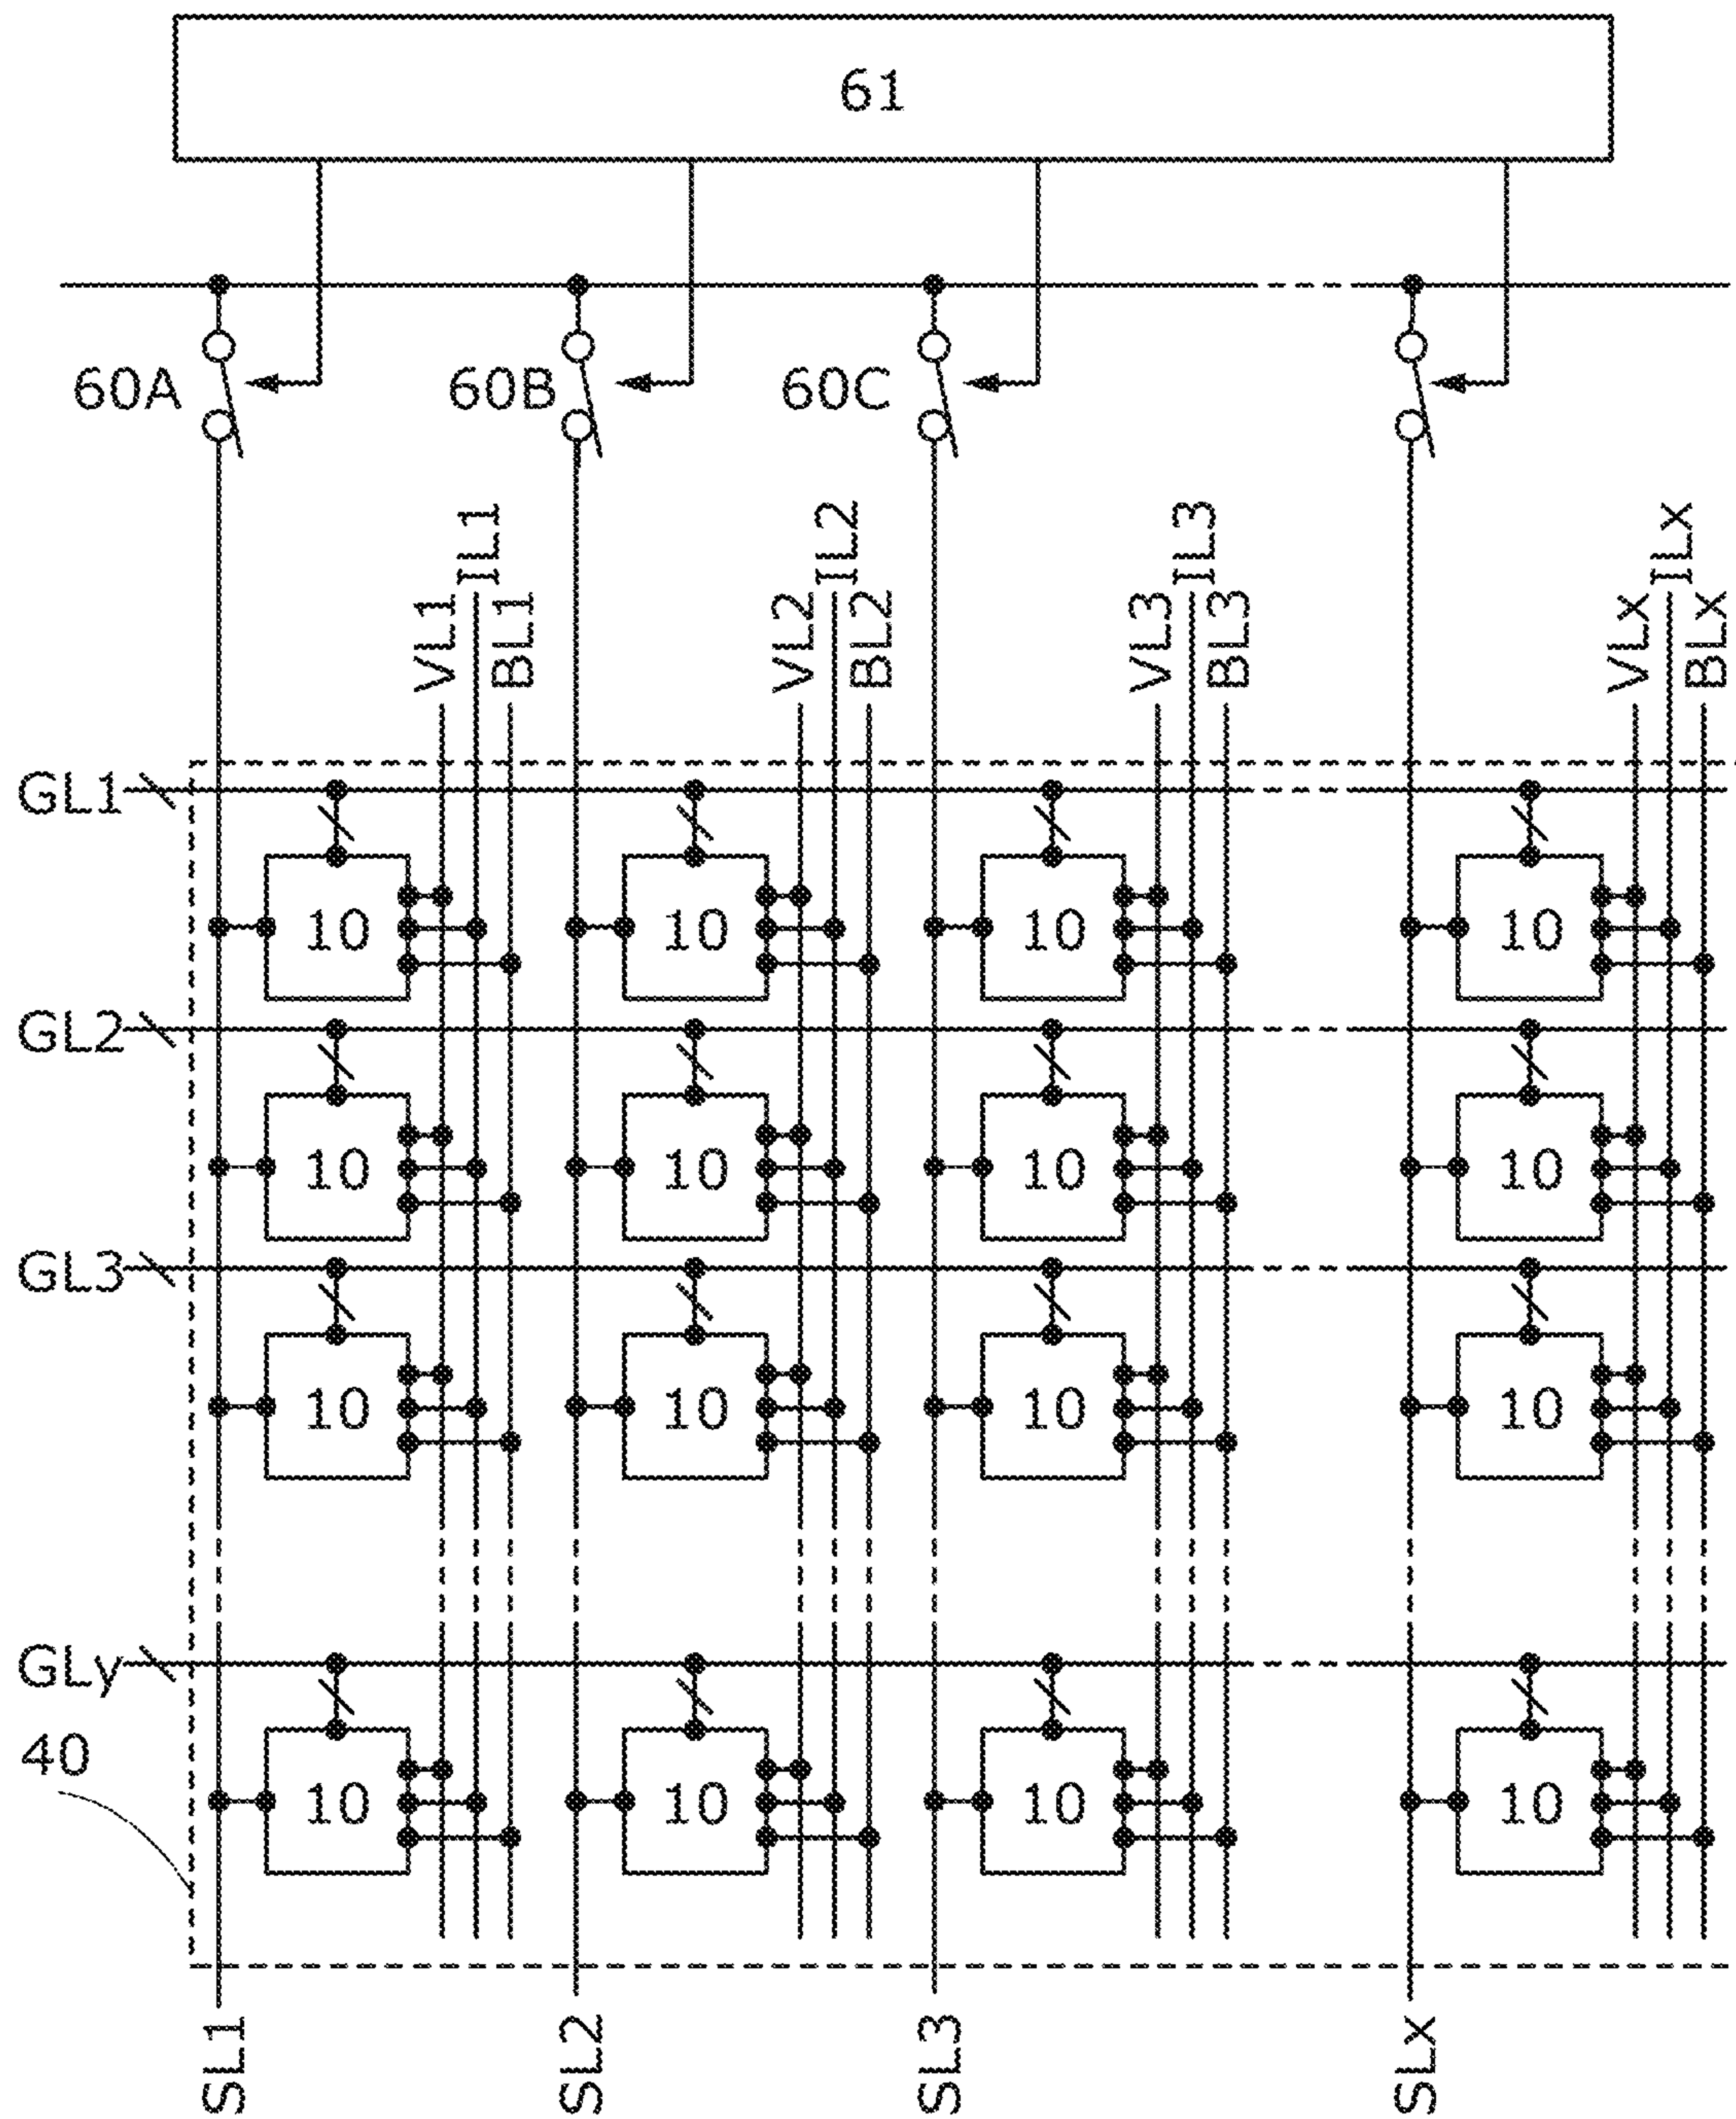 61
60A 60B 60C
IL1 IL2 IL3 ILx
VL1 BL1 VL2 BL2 VL3 BL3 VLx BLx
GL1
10 10 10 10
GL2
10 10 10 10
GL3
10 10 10 10
GLy
40
10 10 10 10
SL1 SL2 SL3 SLx